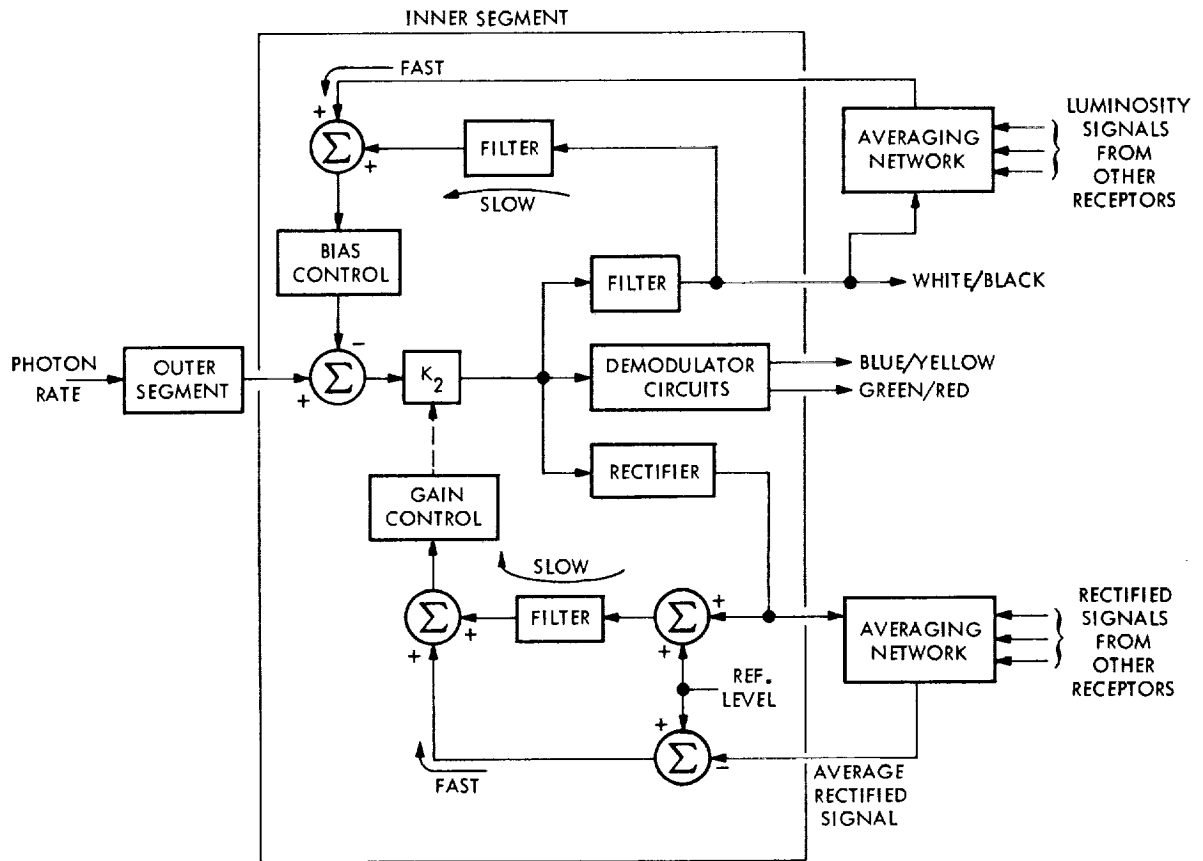 INNER SEGMENT
FAST
+
Σ
+
FILTER
SLOW
AVERAGING
NETWORK
LUMINOSITY
SIGNALS
FROM
OTHER
RECEPTORS
BIAS
CONTROL
FILTER
WHITE/BLACK
PHOTON
RATE
OUTER
SEGMENT
−
Σ
+
K2
DEMODULATOR
CIRCUITS
BLUE/YELLOW
GREEN/RED
RECTIFIER
GAIN
CONTROL
SLOW
Σ
+
+
FILTER
+
Σ
+
AVERAGING
NETWORK
RECTIFIED
SIGNALS
FROM
OTHER
RECEPTORS
REF.
LEVEL
+
Σ
−
FAST
AVERAGE
RECTIFIED
SIGNAL